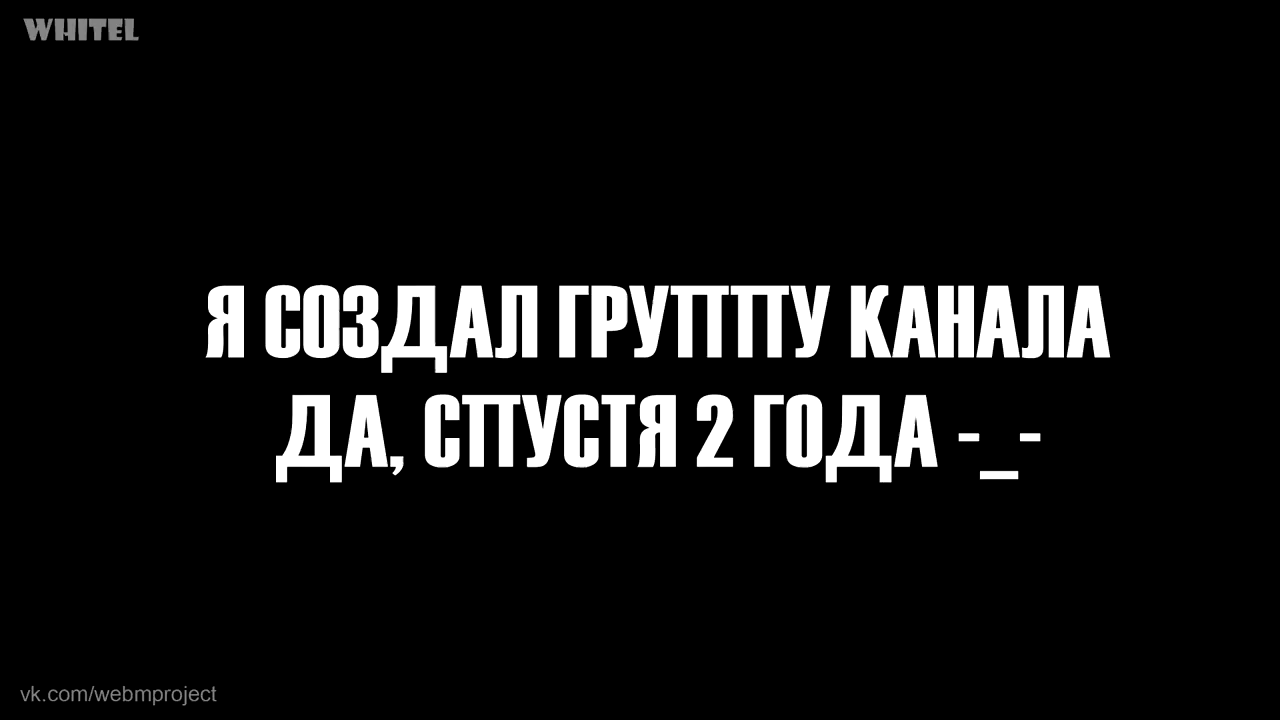 WHITEL
Я СОЗДАЛ ГРУППУ КАНАЛА
ДА, СПУСТЯ 2 ГОДА -_-
vk.com/webmproject